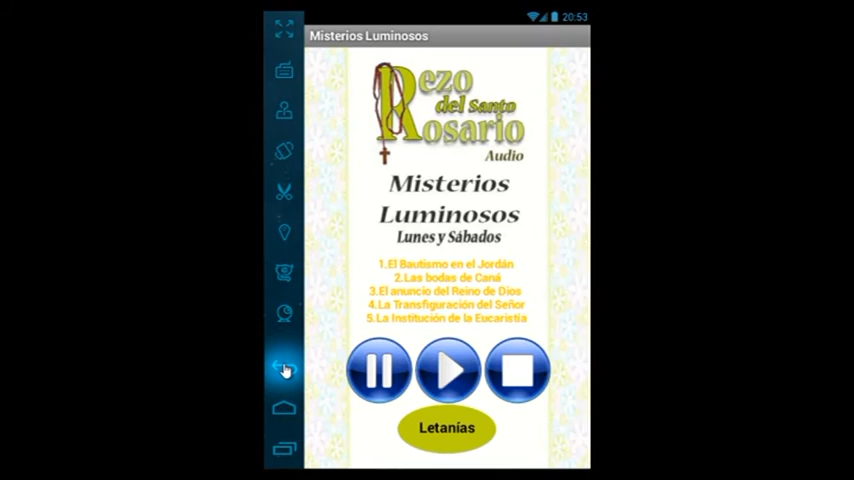 20:53
Misterios Luminosos
Rezo
del Santo
Rosario
Audio
Misterios
Luminosos
Lunes y Sábados
1.El Bautismo en el Jordán
2.Las bodas de Caná
3.El anuncio del Reino de Dios
4.La Transfiguración del Señor
5.La Institución de la Eucaristía
Letanías